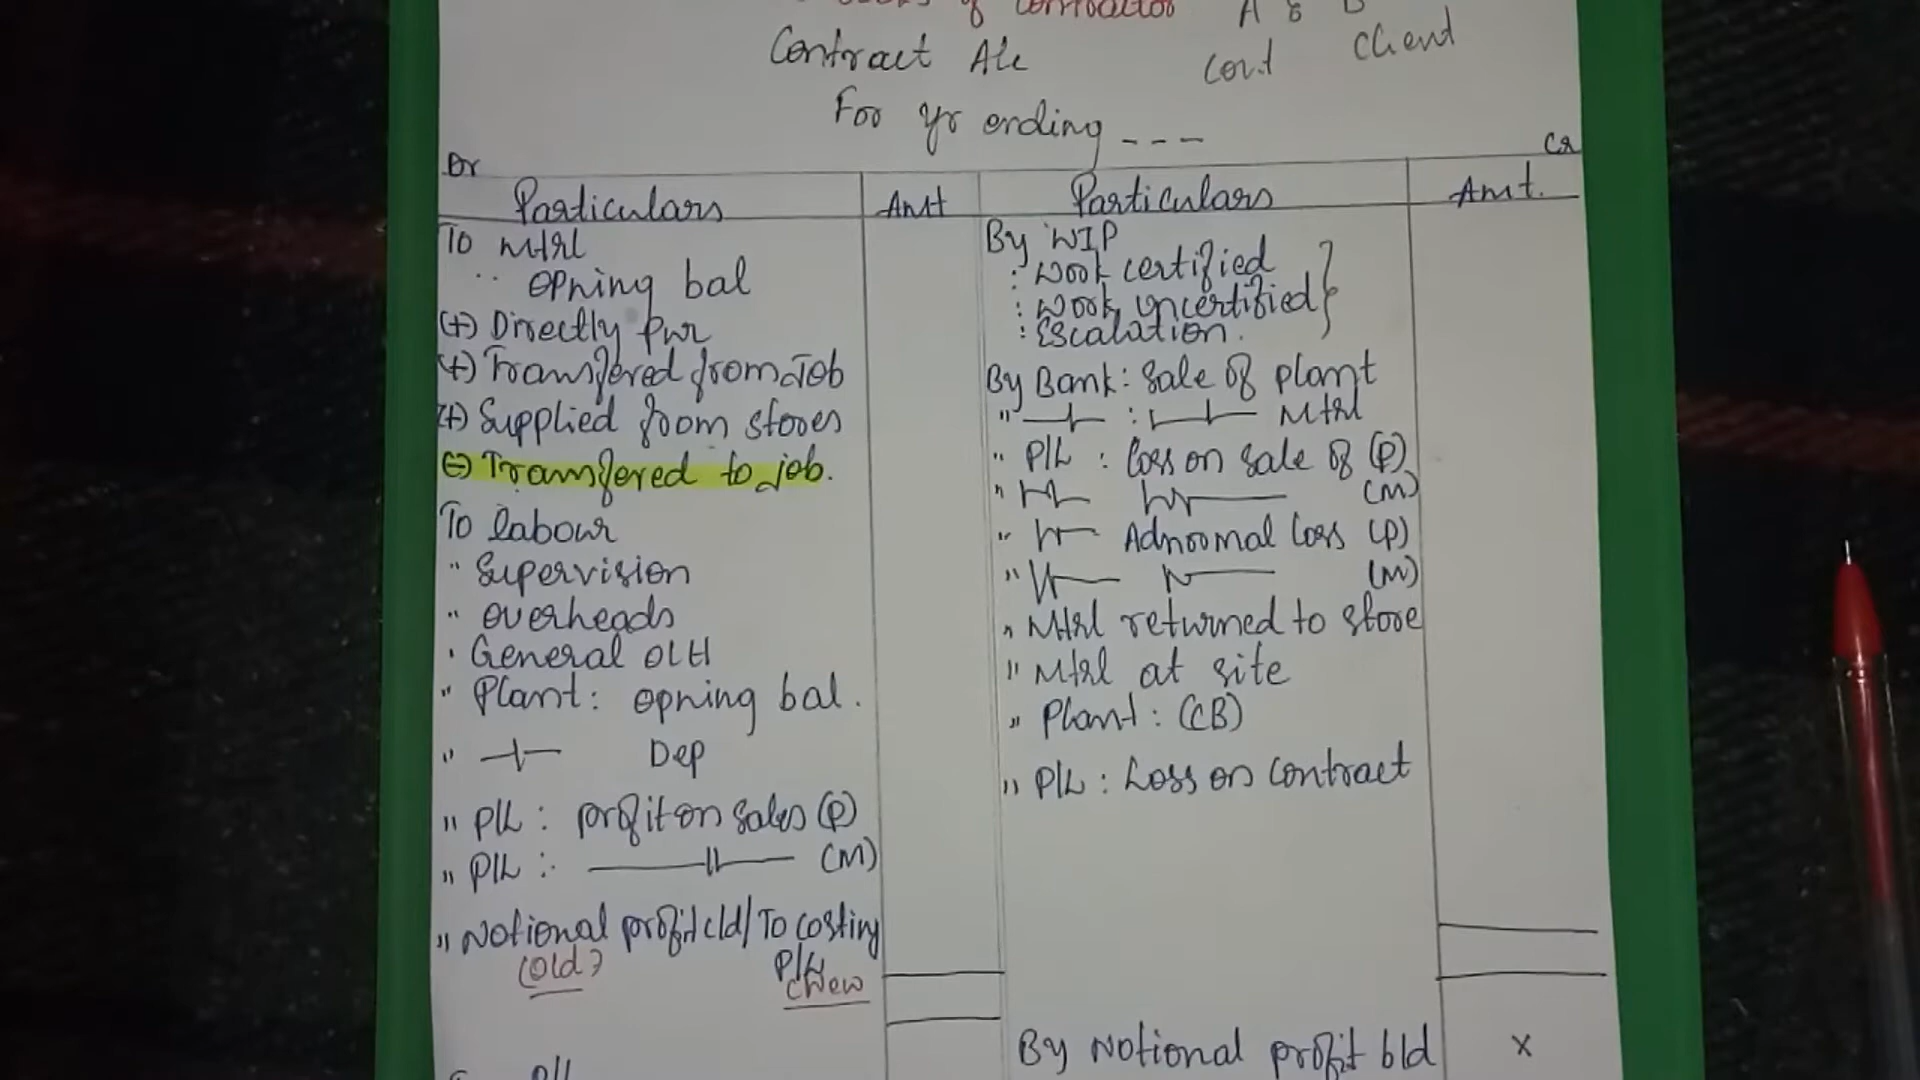 of contractor A & B
Contract A/c Cont Client
For yr ending ---
Dr Cr
Particulars Amt Particulars Amt.
To Mtrl
Opning bal
(+) Directly Pur
(+) Transfered from Job
(+) Supplied from stores
(-) Transfered to job.
To labour
" Supervision
" overheads
" General O/H
" Plant: opning bal.
" Dep
" P/L: profit on sales (P)
" P/L: (M)
" Notional profit c/d / To costing
(old) P/L
(New
By WIP
: Work certified
: Work uncertified
: Escalation.
By Bank: Sale of plant
" : Mtrl
" P/L: loss on sale of (P)
" (M)
" Adnormal loss (P)
" (M)
" Mtrl returned to store
" Mtrl at site
" Plant: (CB)
" P/L: Loss on contract
By Notional profit b/d x